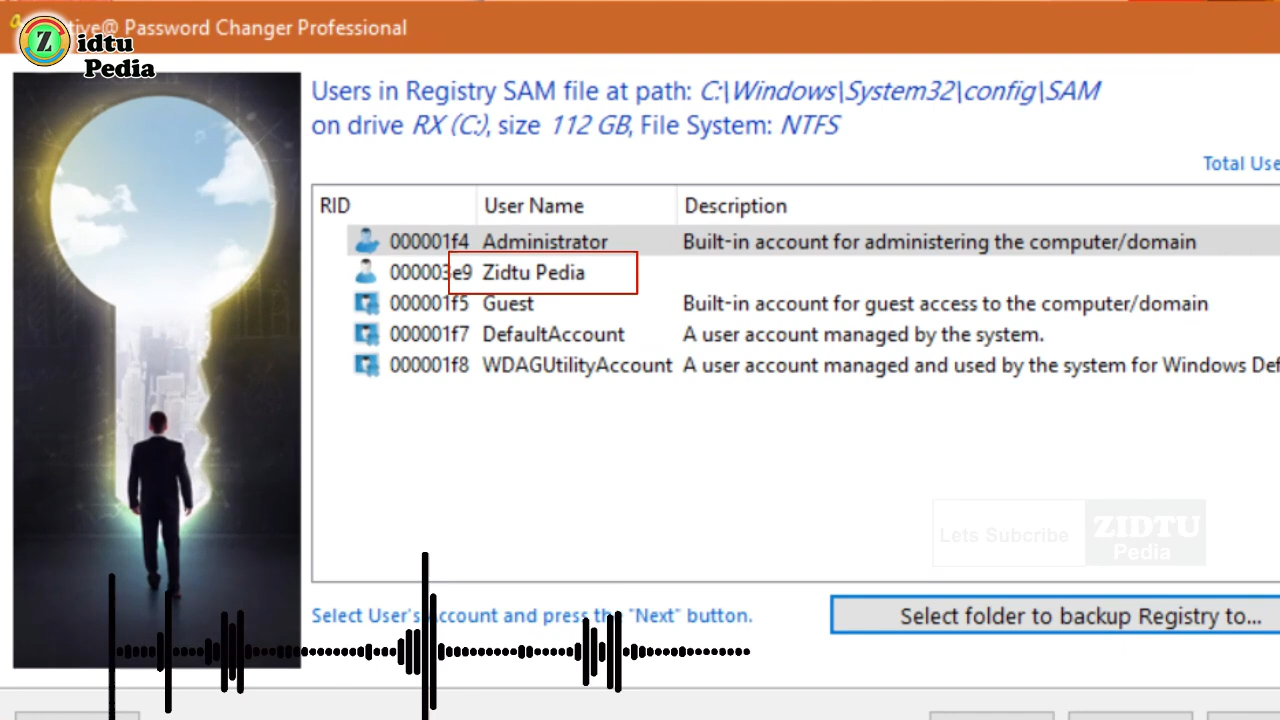 Password Changer Professional
Z idtu
Pedia
Users in Registry SAM file at path: C:\Windows\System32\config\SAM
on drive RX (C:), size 112 GB, File System: NTFS
Total Use
RID User Name Description
000001f4 Administrator Built-in account for administering the computer/domain
000003e9 Zidtu Pedia
000001f5 Guest Built-in account for guest access to the computer/domain
000001f7 DefaultAccount A user account managed by the system.
000001f8 WDAGUtilityAccount A user account managed and used by the system for Windows Def
Lets Subcribe ZIDTU
Pedia
Select User's Account and press the "Next" button.
Select folder to backup Registry to...